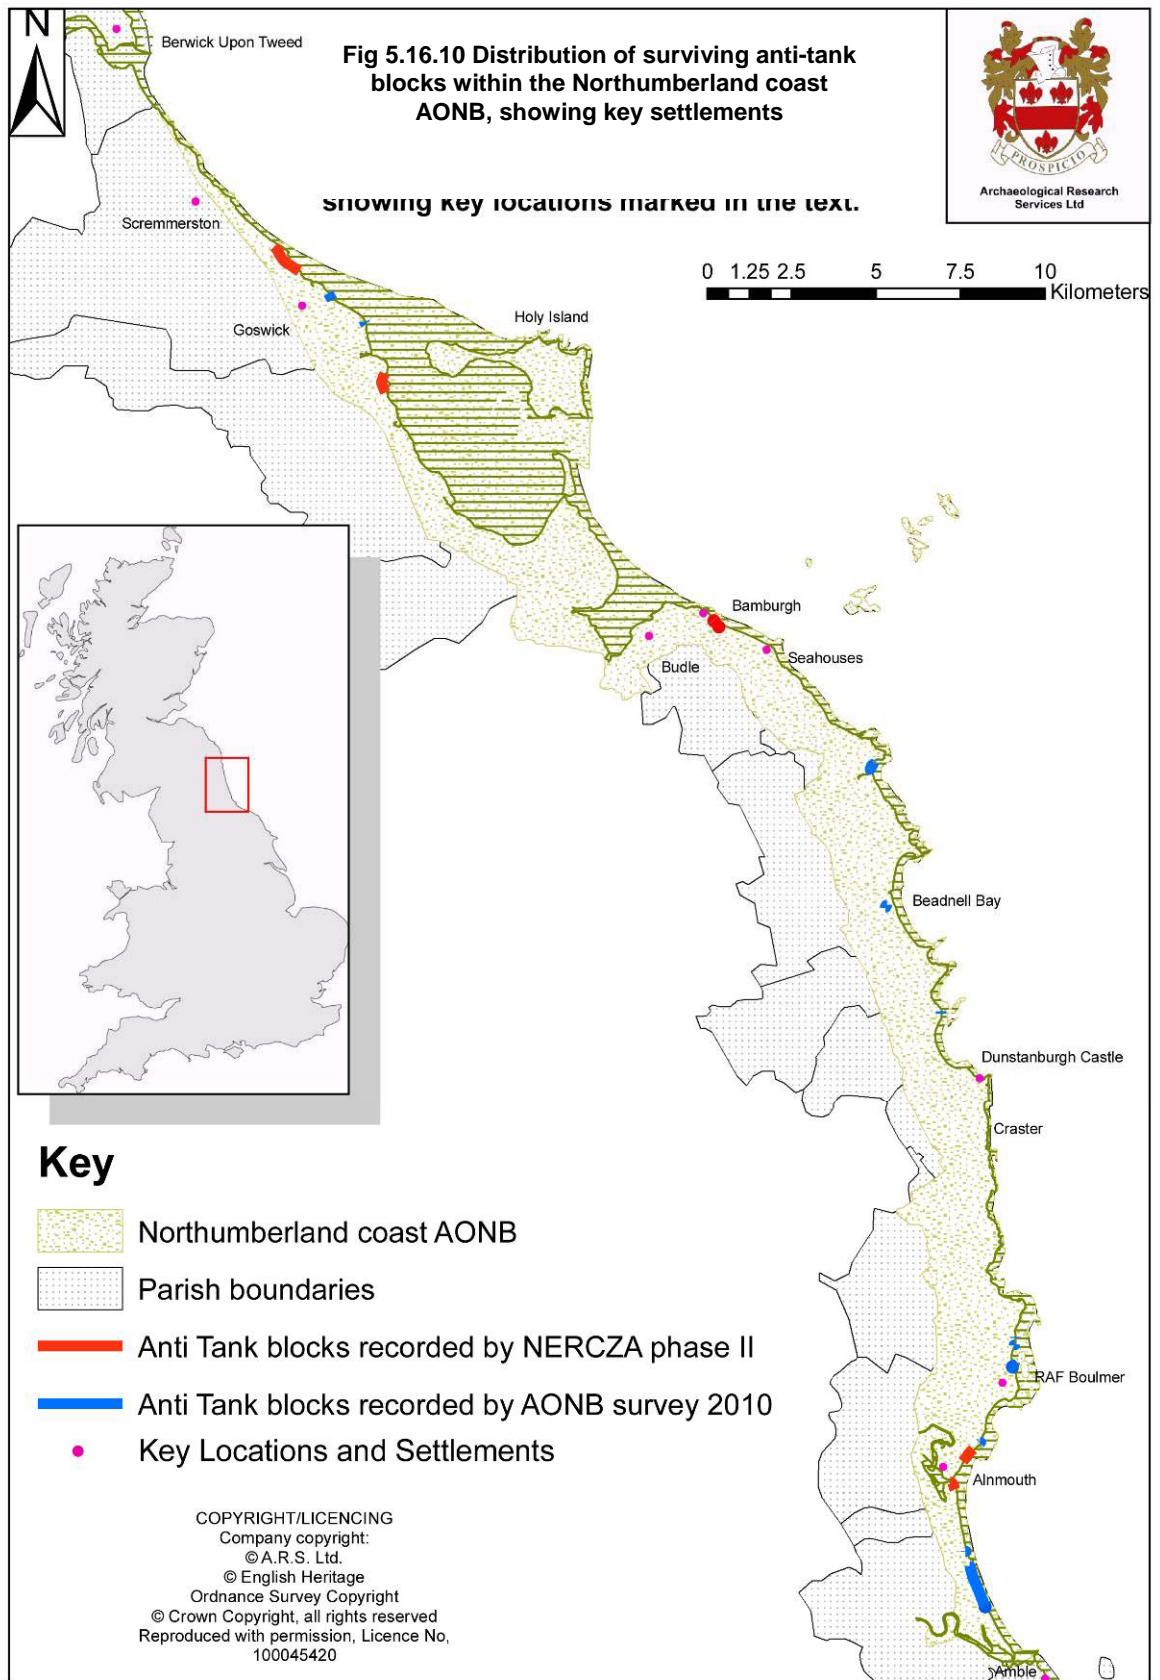 N
Berwick Upon Tweed
Fig 5.16.10 Distribution of surviving anti-tank
blocks within the Northumberland coast
AONB, showing key settlements
showing key locations marked in the text.
PROSPICIO
Archaeological Research
Services Ltd
Scremmerston
0 1.25 2.5 5 7.5 10
Kilometers
Goswick
Holy Island
Bamburgh
Budle
Seahouses
Beadnell Bay
Dunstanburgh Castle
Craster
RAF Boulmer
Alnmouth
Amble
Key
Northumberland coast AONB
Parish boundaries
Anti Tank blocks recorded by NERCZA phase II
Anti Tank blocks recorded by AONB survey 2010
Key Locations and Settlements
COPYRIGHT/LICENCING
Company copyright:
© A.R.S. Ltd.
© English Heritage
Ordnance Survey Copyright
© Crown Copyright, all rights reserved
Reproduced with permission, Licence No,
100045420